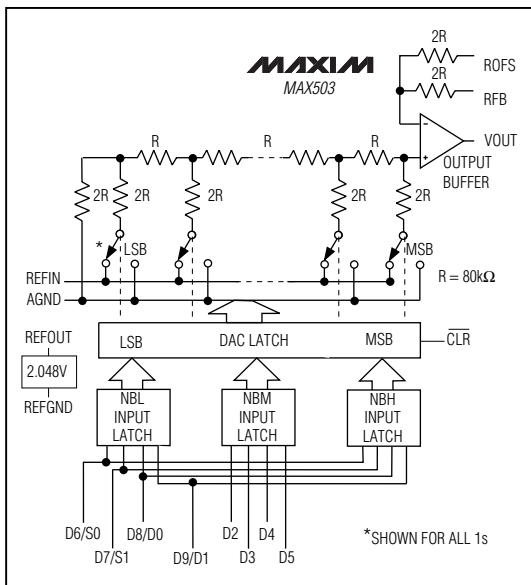 2R
ROFS
MAXIM
2R
MAX503
RFB
R
R
R
R
−
+
VOUT
OUTPUT
BUFFER
2R
2R
2R
2R
2R
*
LSB
MSB
REFIN
AGND
R = 80kΩ
REFOUT
LSB
DAC LATCH
MSB
CLR
2.048V
REFGND
NBL
INPUT
LATCH
NBM
INPUT
LATCH
NBH
INPUT
LATCH
D6/S0
D8/D0
D2
D4
D7/S1
D9/D1
D3
D5
*SHOWN FOR ALL 1s